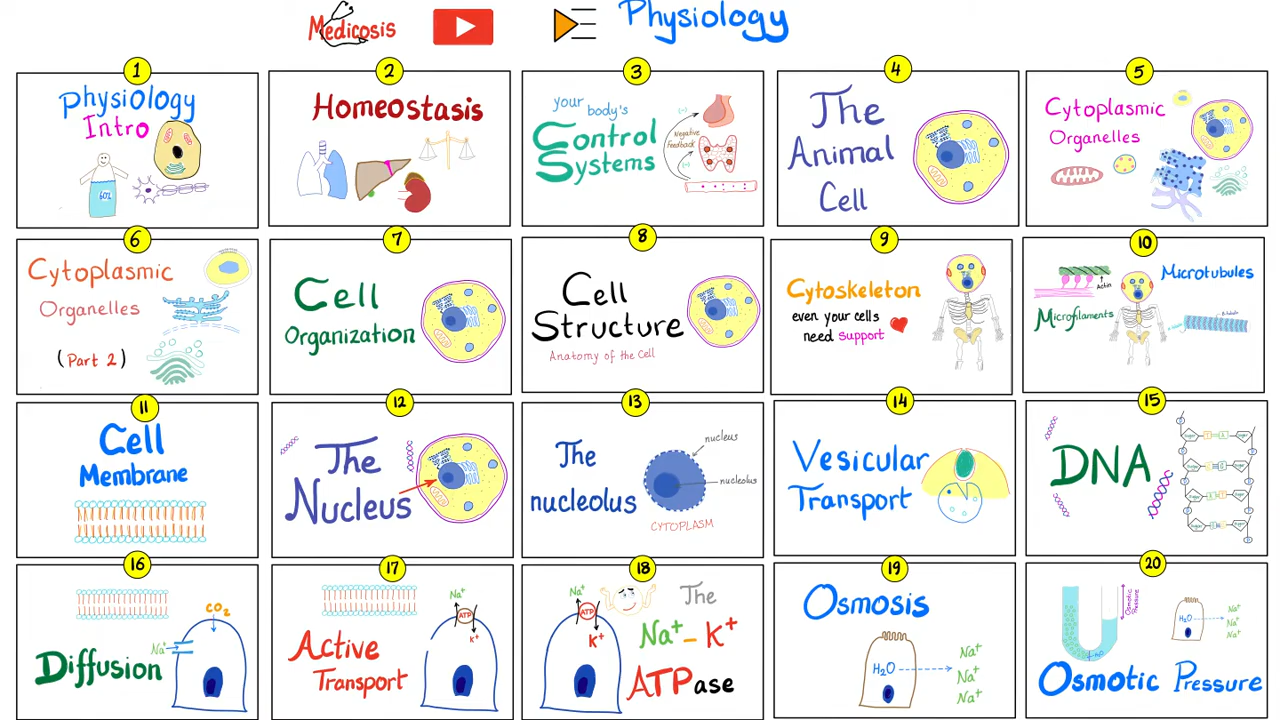 Medicosis
Physiology
1
Physiology
Intro
60%
2
Homeostasis
3
your body's
Control
Systems
Negative
Feedback
(-)
(-)
4
The
Animal
Cell
5
Cytoplasmic
Organelles
6
Cytoplasmic
Organelles
(Part 2)
7
Cell
Organization
8
Cell
Structure
Anatomy of the Cell
9
Cytoskeleton
even your cells
need support
10
Microtubules
Actin
Microfilaments
11
Cell
Membrane
12
The
Nucleus
13
The
nucleolus
nucleus
nucleolus
CYTOPLASM
14
Vesicular
Transport
15
DNA
16
CO2
Na+
Diffusion
17
Na+
ATP
K+
Active
Transport
18
Na+
ATP
K+
The
Na+ - K+
ATPase
19
Osmosis
H2O
Na+
Na+
Na+
20
Osmotic
Pressure
H2O
Na+
Na+
Na+
Osmotic Pressure